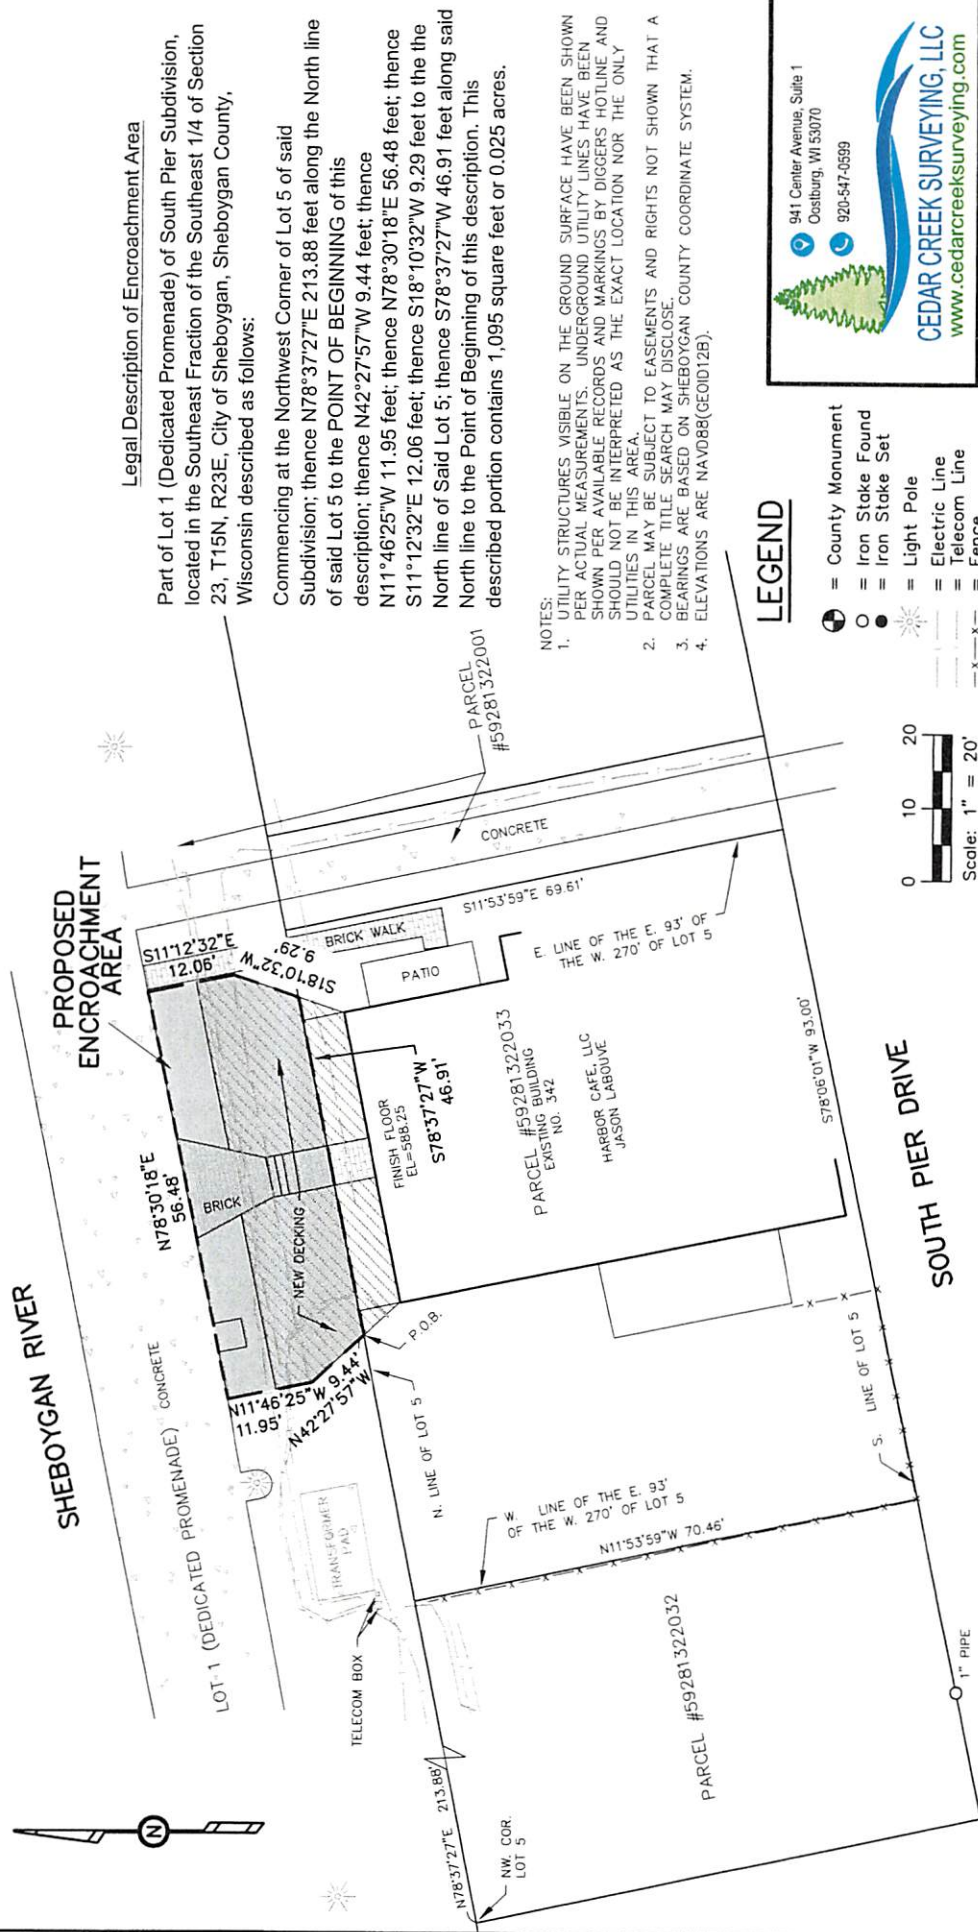 Legal Description of Encroachment Area
Part of Lot 1 (Dedicated Promenade) of South Pier Subdivision,
located in the Southeast Fraction of the Southeast 1/4 of Section
23, T15N, R23E, City of Sheboygan, Sheboygan County,
Wisconsin described as follows:
Commencing at the Northwest Corner of Lot 5 of said
Subdivision; thence N78°37'27"E 213.88 feet along the North line
of said Lot 5 to the POINT OF BEGINNING of this
description; thence N42°27'57"W 9.44 feet; thence
N11°46'25"W 11.95 feet; thence N78°30'18"E 56.48 feet; thence
S11°12'32"E 12.06 feet; thence S18°10'32"W 9.29 feet to the the
North line of Said Lot 5; thence S78°37'27"W 46.91 feet along said
North line to the Point of Beginning of this description. This
described portion contains 1,095 square feet or 0.025 acres.
NOTES:
1. UTILITY STRUCTURES VISIBLE ON THE GROUND SURFACE HAVE BEEN SHOWN
PER ACTUAL MEASUREMENTS. UNDERGROUND UTILITY LINES HAVE BEEN
SHOWN PER AVAILABLE RECORDS AND MARKINGS BY DIGGERS HOTLINE AND
SHOULD NOT BE INTERPRETED AS THE EXACT LOCATION NOR THE ONLY
UTILITIES IN THIS AREA.
2. PARCEL MAY BE SUBJECT TO EASEMENTS AND RIGHTS NOT SHOWN THAT A
COMPLETE TITLE SEARCH MAY DISCLOSE.
3. BEARINGS ARE BASED ON SHEBOYGAN COUNTY COORDINATE SYSTEM.
4. ELEVATIONS ARE NAVD88(GEOID12B).
SHEBOYGAN RIVER
PROPOSED
ENCROACHMENT
AREA
N78°30'18"E
56.48'
S11°12'32"E
12.06'
S18°10'32"W
9.29'
LOT 1 (DEDICATED PROMENADE)
CONCRETE
BRICK
NEW DECKING
N11°46'25"W
11.95'
9.44'
N42°27'57"W
P.O.B.
FINISH FLOOR
EL=588.25
S78°37'27"W
46.91'
BRICK WALK
PATIO
CONCRETE
PARCEL
#59281322001
S11°53'59"E 69.61'
E. LINE OF THE E. 93' OF
THE W. 270' OF LOT 5
PARCEL #59281322033
EXISTING BUILDING
NO. 342
HARBOR CAFE, LLC
JASON LABOUVE
TRANSFORMER
PAD
TELECOM BOX
N. LINE OF LOT 5
W. LINE OF THE E. 93'
OF THE W. 270' OF LOT 5
N11°53'59"W 70.46'
N78°37'27"E 213.88'
NW. COR.
LOT 5
PARCEL #59281322032
1" PIPE
S. LINE OF LOT 5
S78°06'01"W 93.00'
SOUTH PIER DRIVE
N
0 10 20
Scale: 1" = 20'
LEGEND
= County Monument
= Iron Stake Found
= Iron Stake Set
= Light Pole
= Electric Line
= Telecom Line
—x—x— = Fence
941 Center Avenue, Suite 1
Oostburg, WI 53070
920-547-0599
CEDAR CREEK SURVEYING, LLC
www.cedarcreeksurveying.com